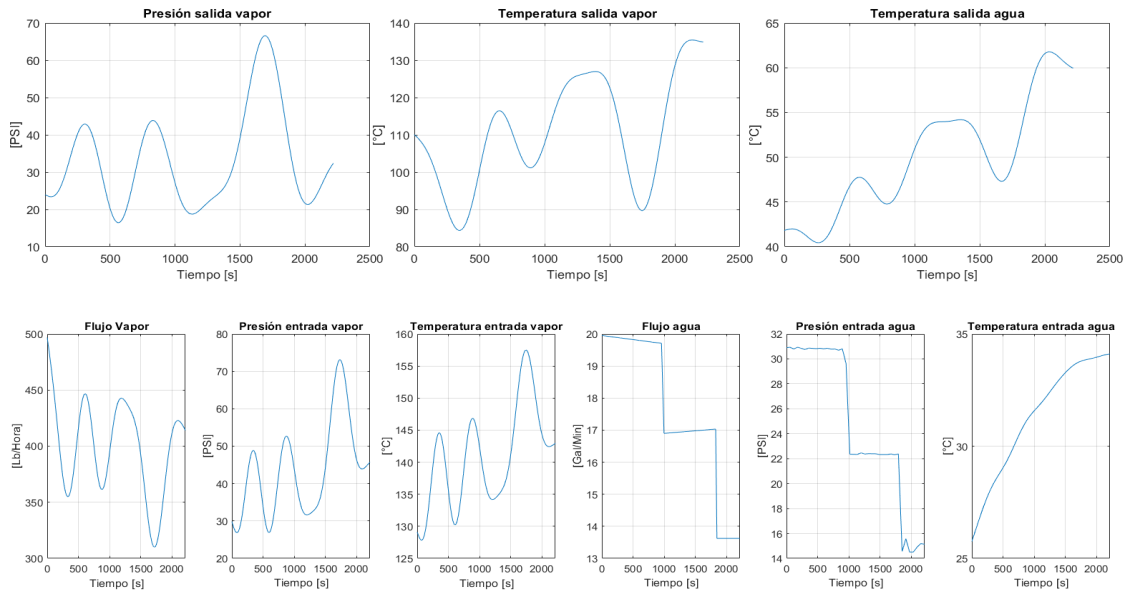 Presión salida vapor
70
60
50
40
30
20
10
[PSI]
0 500 1000 1500 2000 2500
Tiempo [s]
Temperatura salida vapor
140
130
120
110
100
90
80
[°C]
0 500 1000 1500 2000 2500
Tiempo [s]
Temperatura salida agua
65
60
55
50
45
40
[°C]
0 500 1000 1500 2000 2500
Tiempo [s]
Flujo Vapor
500
450
400
350
300
[Lb/Hora]
0 500 1000 1500 2000
Tiempo [s]
Presión entrada vapor
80
70
60
50
40
30
20
[PSI]
0 500 1000 1500 2000
Tiempo [s]
Temperatura entrada vapor
160
155
150
145
140
135
130
125
[°C]
0 500 1000 1500 2000
Tiempo [s]
Flujo agua
20
19
18
17
16
15
14
13
[Gal/Min]
0 500 1000 1500 2000
Tiempo [s]
Presión entrada agua
32
30
28
26
24
22
20
18
16
14
[PSI]
0 500 1000 1500 2000
Tiempo [s]
Temperatura entrada agua
35
30
25
[°C]
0 500 1000 1500 2000
Tiempo [s]